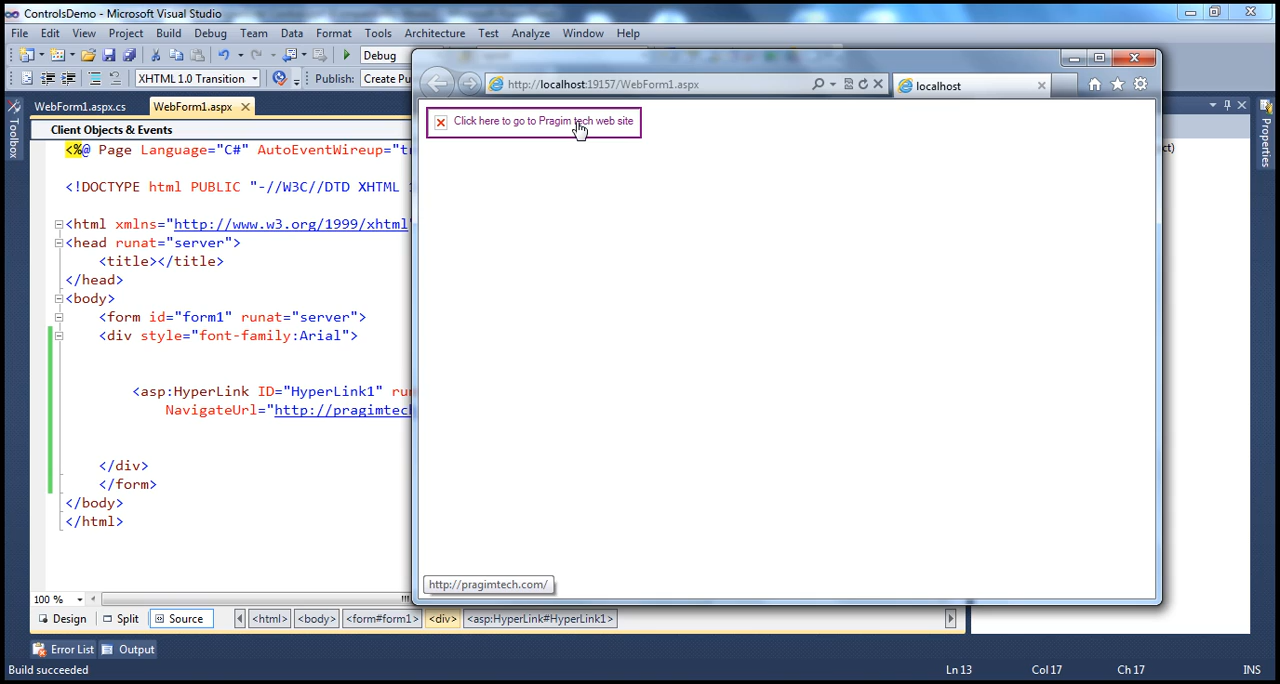 ControlsDemo - Microsoft Visual Studio
File Edit View Project Build Debug Team Data Format Tools Architecture Test Analyze Window Help
Debug
XHTML 1.0 Transition Publish: Create Pu
http://localhost:19157/WebForm1.aspx
localhost
WebForm1.aspx.cs WebForm1.aspx
Toolbox
Properties
Client Objects & Events
ct)
<%@ Page Language="C#" AutoEventWireup="t
<!DOCTYPE html PUBLIC "-//W3C//DTD XHTML
<html xmlns="http://www.w3.org/1999/xhtml
<head runat="server">
<title></title>
</head>
<body>
<form id="form1" runat="server">
<div style="font-family:Arial">
<asp:HyperLink ID="HyperLink1" ru
NavigateUrl="http://pragimtec
</div>
</form>
</body>
</html>
Click here to go to Pragim tech web site
http://pragimtech.com/
100 %
Design Split Source <html> <body> <form#form1> <div> <asp:HyperLink#HyperLink1>
Error List Output
Build succeeded Ln 13 Col 17 Ch 17 INS